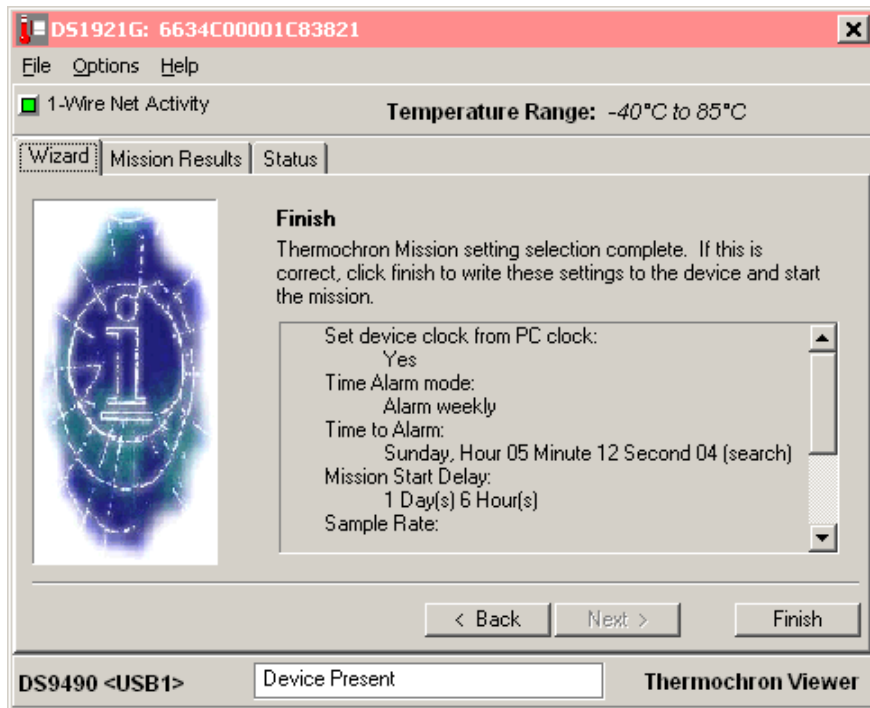 DS1921G: 6634C00001C83821
File Options Help
1-Wire Net Activity
Temperature Range: -40°C to 85°C
Wizard Mission Results Status
Finish
Thermochron Mission setting selection complete. If this is
correct, click finish to write these settings to the device and start
the mission.
Set device clock from PC clock:
Yes
Time Alarm mode:
Alarm weekly
Time to Alarm:
Sunday, Hour 05 Minute 12 Second 04 (search)
Mission Start Delay:
1 Day(s) 6 Hour(s)
Sample Rate:
< Back Next > Finish
DS9490 <USB1> Device Present Thermochron Viewer